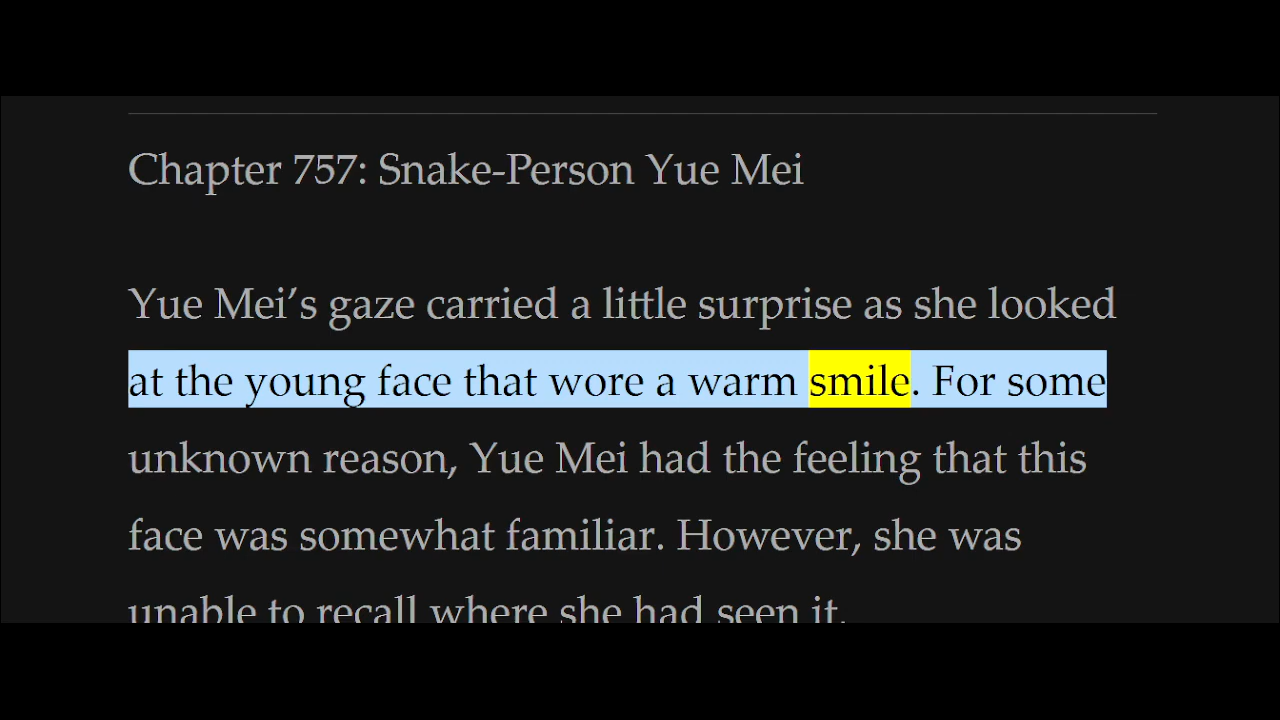 Chapter 757: Snake-Person Yue Mei
Yue Mei’s gaze carried a little surprise as she looked
at the young face that wore a warm smile. For some
unknown reason, Yue Mei had the feeling that this
face was somewhat familiar. However, she was
unable to recall where she had seen it.